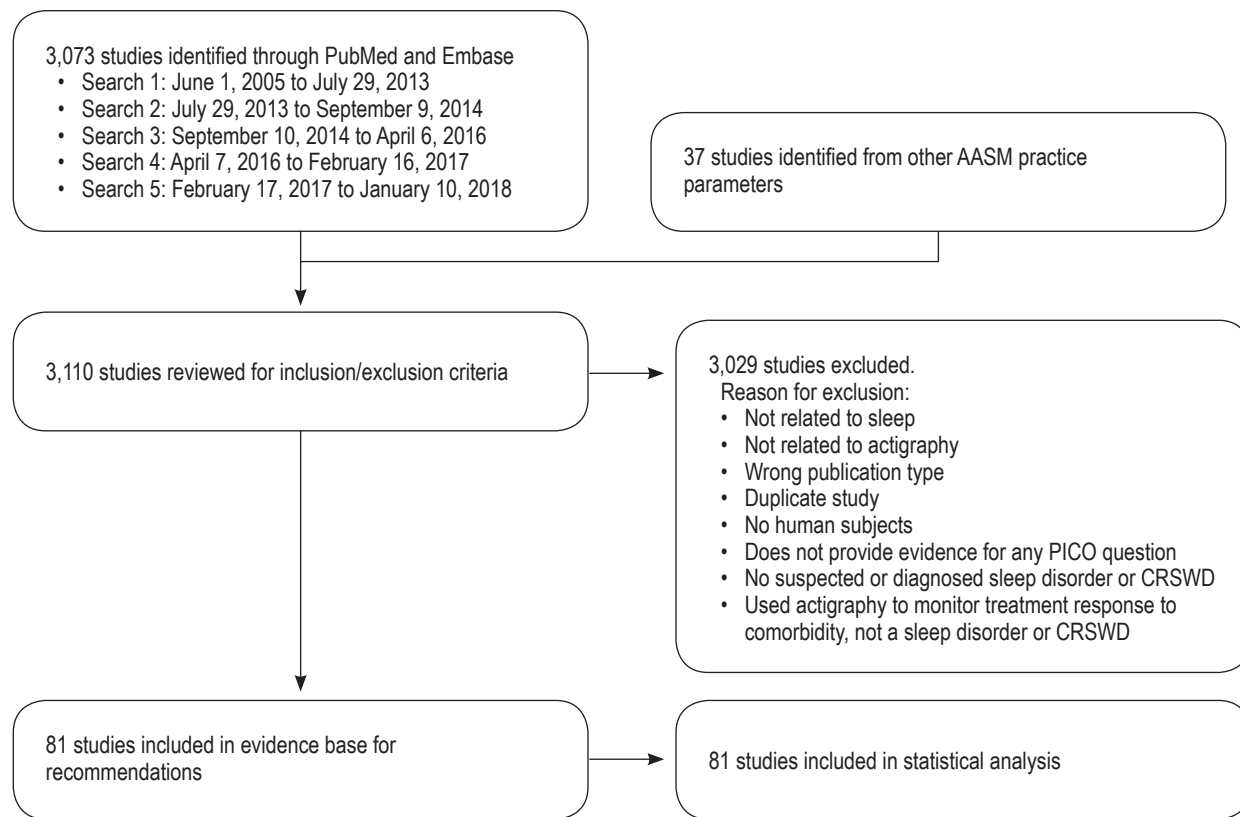 3,073 studies identified through PubMed and Embase
• Search 1: June 1, 2005 to July 29, 2013
• Search 2: July 29, 2013 to September 9, 2014
• Search 3: September 10, 2014 to April 6, 2016
• Search 4: April 7, 2016 to February 16, 2017
• Search 5: February 17, 2017 to January 10, 2018
37 studies identified from other AASM practice
parameters
3,110 studies reviewed for inclusion/exclusion criteria
3,029 studies excluded.
Reason for exclusion:
• Not related to sleep
• Not related to actigraphy
• Wrong publication type
• Duplicate study
• No human subjects
• Does not provide evidence for any PICO question
• No suspected or diagnosed sleep disorder or CRSWD
• Used actigraphy to monitor treatment response to
comorbidity, not a sleep disorder or CRSWD
81 studies included in evidence base for
recommendations
81 studies included in statistical analysis